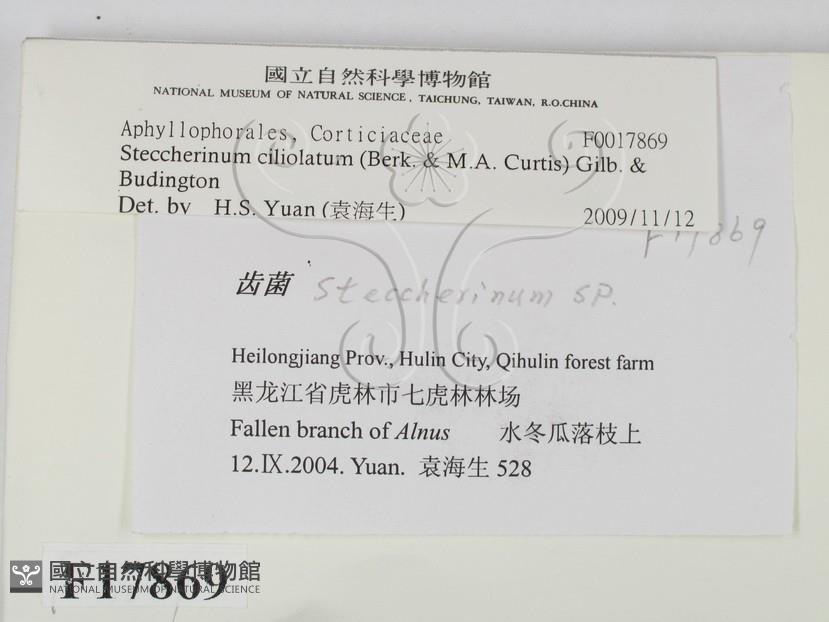 國立自然科學博物館
NATIONAL MUSEUM OF NATURAL SCIENCE, TAICHUNG, TAIWAN, R.O.CHINA
Aphyllophorales, Corticiaceae F0017869
Steccherinum ciliolatum (Berk. & M.A. Curtis) Gilb. &
Budington
Det. by H.S. Yuan (袁海生) 2009/11/12
F17869
齿菌 Steccherinum sp.
Heilongjiang Prov., Hulin City, Qihulin forest farm
黑龙江省虎林市七虎林林场
Fallen branch of Alnus 水冬瓜落枝上
12.IX.2004. Yuan. 袁海生 528
F17869
國立自然科學博物館
NATIONAL MUSEUM OF NATURAL SCIENCE